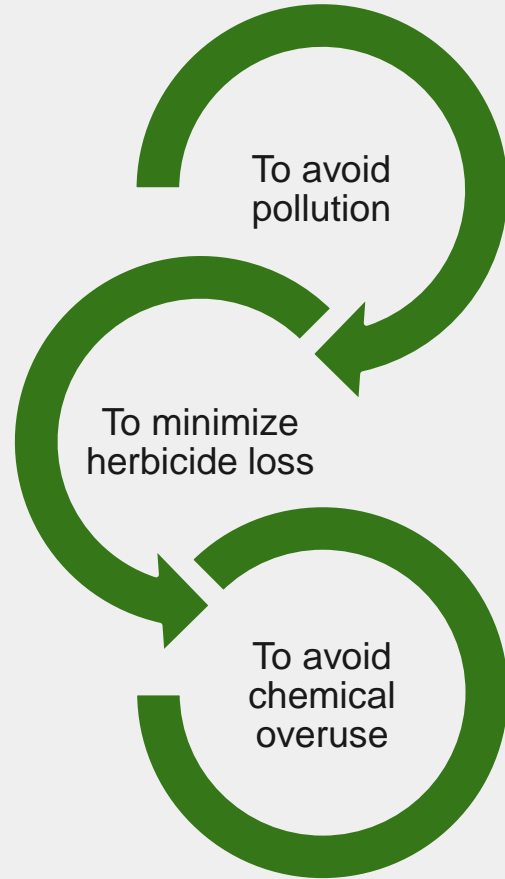 To avoid
pollution
To minimize
herbicide loss
To avoid
chemical
overuse